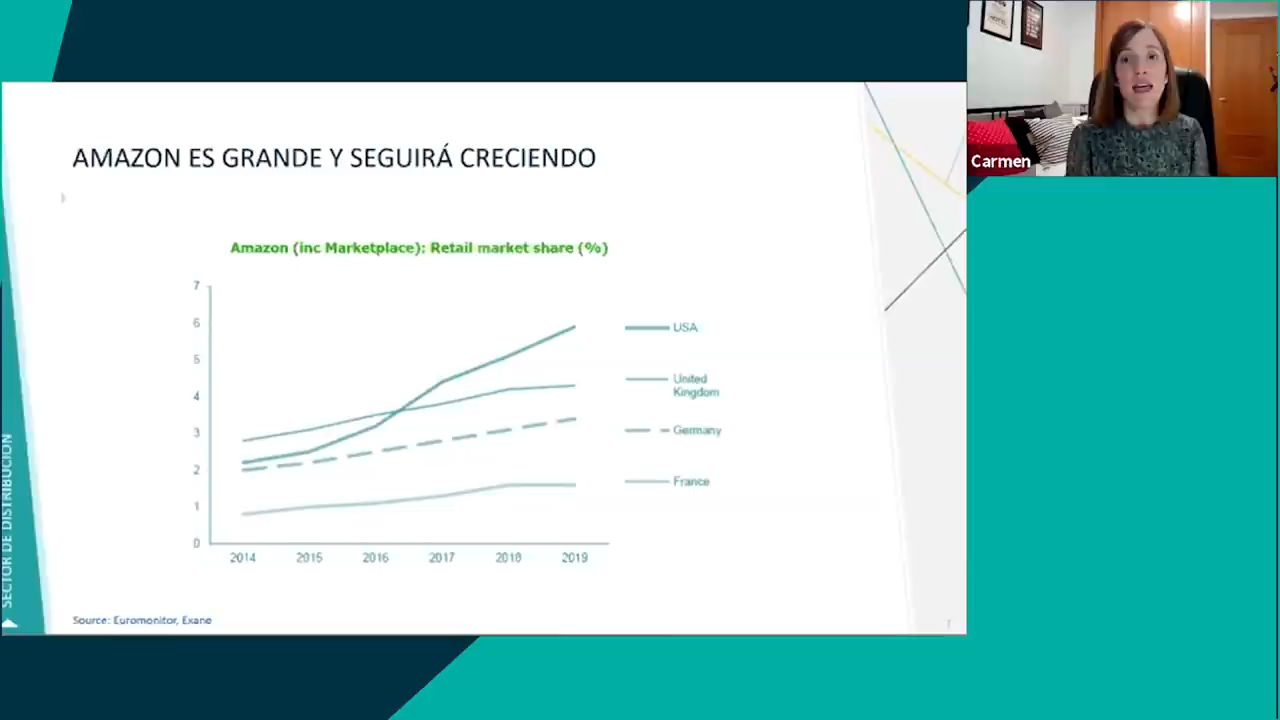 AMAZON ES GRANDE Y SEGUIRÁ CRECIENDO
Carmen
Amazon (inc Marketplace): Retail market share (%)
7
6
5
4
3
2
1
0
2014 2015 2016 2017 2018 2019
USA
United
Kingdom
Germany
France
SECTOR DE DISTRIBUCIÓN
Source: Euromonitor, Exane